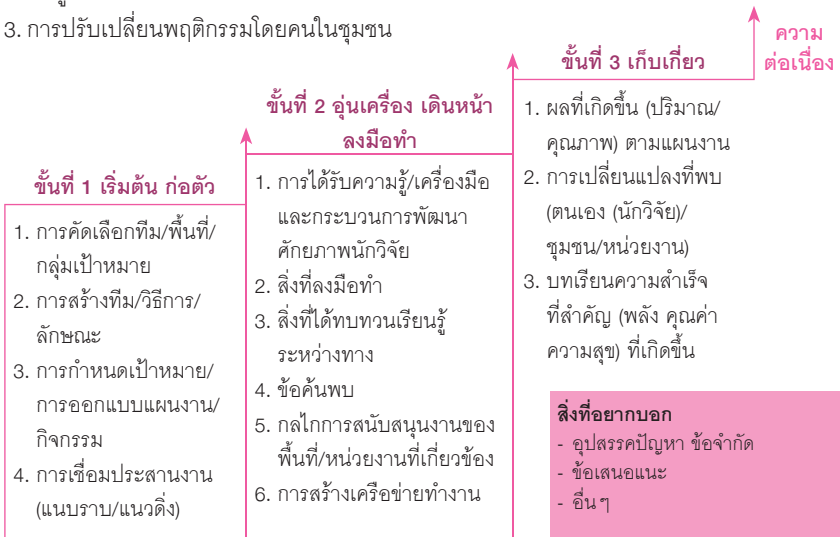 3. การปรับเปลี่ยนพฤติกรรมโดยคนในชุมชน
ขั้นที่ 1 เริ่มต้น ก่อตัว
1. การคัดเลือกทีม/พื้นที่/
กลุ่มเป้าหมาย
2. การสร้างทีม/วิธีการ/
ลักษณะ
3. การกำหนดเป้าหมาย/
การออกแบบแผนงาน/
กิจกรรม
4. การเชื่อมประสานงาน
(แนบราบ/แนวดิ่ง)
ขั้นที่ 2 อุ่นเครื่อง เดินหน้า
ลงมือทำ
1. การได้รับความรู้/เครื่องมือ
และกระบวนการพัฒนา
ศักยภาพนักวิจัย
2. สิ่งที่ลงมือทำ
3. สิ่งที่ได้ทบทวนเรียนรู้
ระหว่างทาง
4. ข้อค้นพบ
5. กลไกการสนับสนุนงานของ
พื้นที่/หน่วยงานที่เกี่ยวข้อง
6. การสร้างเครือข่ายทำงาน
ขั้นที่ 3 เก็บเกี่ยว
1. ผลที่เกิดขึ้น (ปริมาณ/
คุณภาพ) ตามแผนงาน
2. การเปลี่ยนแปลงที่พบ
(ตนเอง (นักวิจัย)/
ชุมชน/หน่วยงาน)
3. บทเรียนความสำเร็จ
ที่สำคัญ (พลัง คุณค่า
ความสุข) ที่เกิดขึ้น
ความ
ต่อเนื่อง
สิ่งที่อยากบอก
- อุปสรรคปัญหา ข้อจำกัด
- ข้อเสนอแนะ
- อื่น ๆ